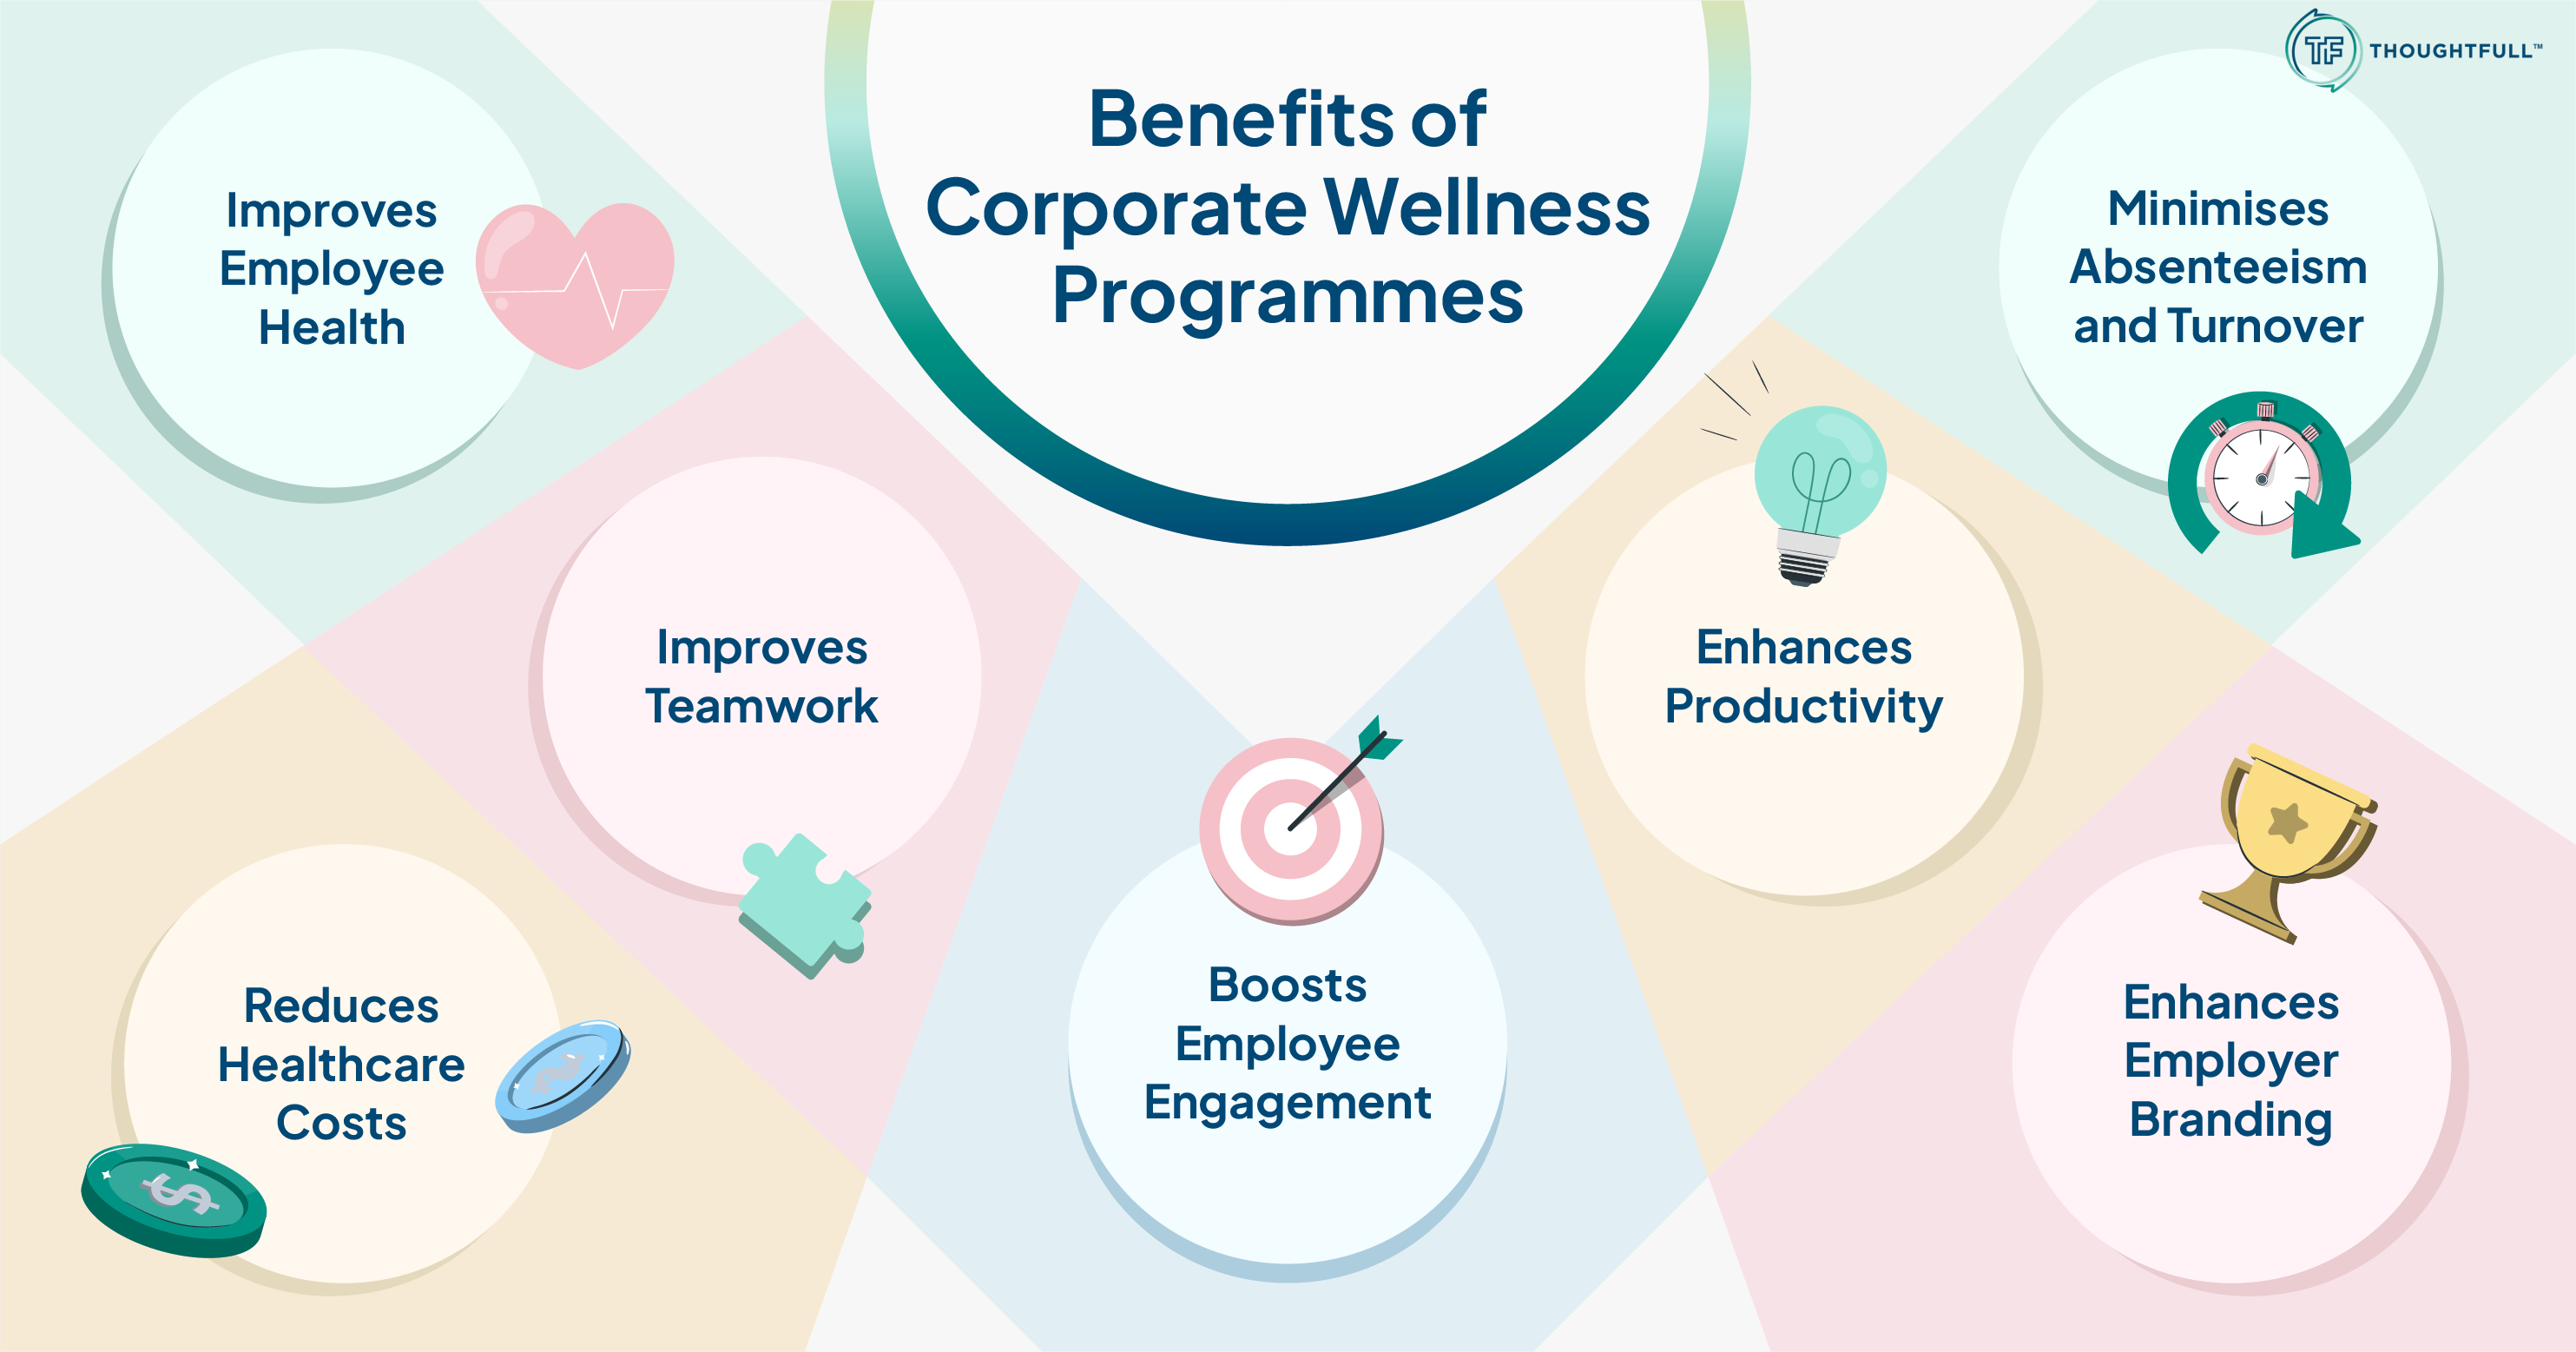 TF THOUGHTFULL™
Benefits of
Corporate Wellness
Programmes
Improves
Employee
Health
Minimises
Absenteeism
and Turnover
Improves
Teamwork
Enhances
Productivity
Reduces
Healthcare
Costs
$
$
Boosts
Employee
Engagement
Enhances
Employer
Branding